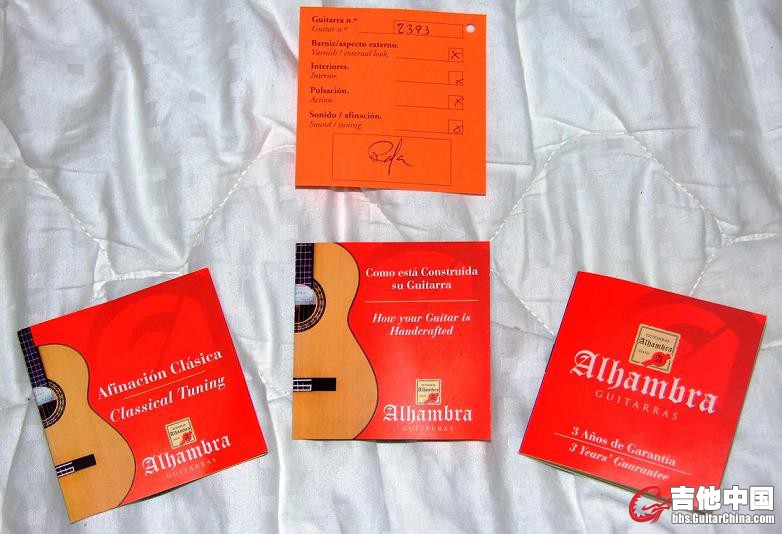 Guitarra n.º
Guitar n.º 2393
Barniz/aspecto externo.
Varnish / external look.
Interiores.
Interior.
Pulsación.
Action.
Sonido / afinación.
Sound / tuning.
Afinación Clásica
Classical Tuning
Alhambra
GUITARRAS
Como está Construida
su Guitarra
How your Guitar is
Handcrafted
Alhambra
GUITARRAS
GUITARRAS
Alhambra
Alhambra
GUITARRAS
3 Años de Garantía
3 Years' Guarantee
吉他中国
bbs.GuitarChina.com